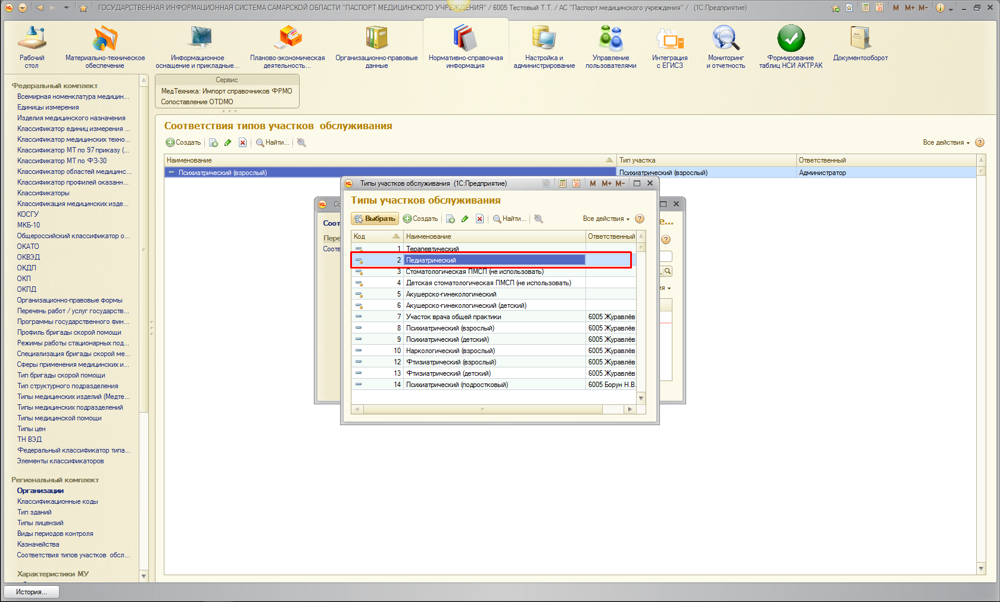 ГОСУДАРСТВЕННАЯ ИНФОРМАЦИОННАЯ СИСТЕМА САМАРСКОЙ ОБЛАСТИ "ПАСПОРТ МЕДИЦИНСКОГО УЧРЕЖДЕНИЯ" / 6005 Тестовый Т.Т. / АС "Паспорт медицинского учреждения" / (1С:Предприятие)
M M+ M-
Рабочий
стол
Материально-техническое
обеспечение
Информационное
оснащение и прикладные...
Планово-экономическая
деятельность...
Организационно-правовые
данные
Нормативно-справочная
информация
Настройка и
администрирование
Управление
пользователями
Интеграция
с ЕГИСЗ
Мониторинг
и отчетность
Формирование
таблиц НСИ АКТРАК
Документооборот
Федеральный комплект
Всемирная номенклатура медицин...
Единицы измерения
Изделия медицинского назначения
Классификатор единиц измерения ...
Классификатор медицинских техно...
Классификатор МТ по 97 приказу (...
Классификатор МТ по ФЗ-30
Классификатор областей медицинс...
Классификатор профилей оказанн...
Классификаторы
Классификация медицинских изде...
КОСГУ
МКБ-10
Общероссийский классификатор о...
ОКАТО
ОКВЭД
ОКДП
ОКП
ОКПД
Организационно-правовые формы
Перечень работ / услуг государств...
Программы государственного фин...
Профиль бригады скорой помощи
Режимы работы стационарных под...
Специализация бригады скорой ме...
Сферы применения медицинских и...
Тип бригады скорой помощи
Тип структурного подразделения
Типы медицинских изделий (Медте...
Типы медицинских подразделений
Типы медицинской помощи
Типы цен
ТН ВЭД
Федеральный классификатор типа...
Элементы классификаторов
Региональный комплект
Организации
Классификационные коды
Тип зданий
Типы лицензий
Виды периодов контроля
Казначейства
Соответствия типов участков обсл...
Характеристики МУ
История...
Сервис
МедТехника: Импорт справочников ФРМО
Сопоставление OTDMO
Соответствия типов участков обслуживания
Создать Найти... Все действия
Наименование Тип участка Ответственный
Психиатрический (взрослый) Психиатрический (взрослый) Администратор
Со
Соот е...
Пере
Соотв
ия
Типы участков обслуживания (1С:Предприятие) M M+ M-
Типы участков обслуживания
Выбрать Создать Найти... Все действия
Код Наименование Ответственный
1 Терапевтический
2 Педиатрический
3 Стоматологическая ПМСП (не использовать)
4 Детская стоматологическая ПМСП (не использовать)
5 Акушерско-гинекологический
6 Акушерско-гинекологический (детский)
7 Участок врача общей практики 6005 Журавлёв
8 Психиатрический (взрослый) 6005 Журавлёв
9 Психиатрический (детский) 6005 Журавлёв
10 Наркологический (взрослый) 6005 Журавлёв
12 Фтизиатрический (взрослый) 6005 Журавлёв
13 Фтизиатрический (детский) 6005 Журавлёв
14 Психиатрический (подростковый) 6005 Борун Н.В.